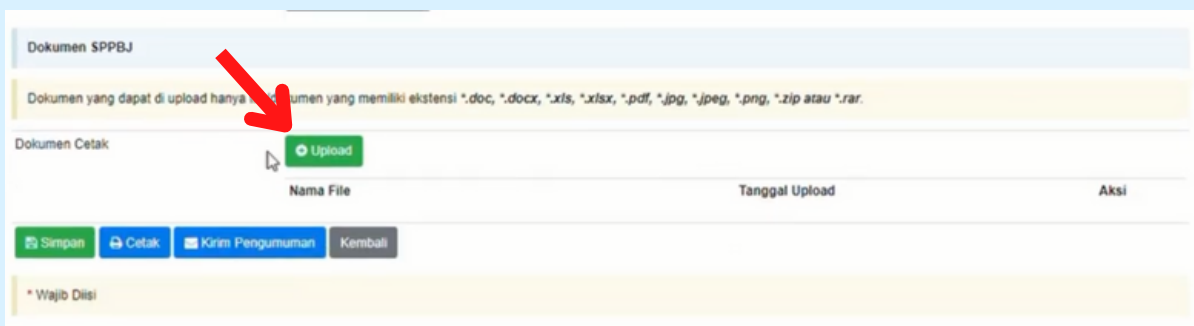 Dokumen SPPBJ
Dokumen yang dapat di upload hanya umen yang memiliki ekstensi *.doc, *.docx, *.xls, *.xlsx, *.pdf, *.jpg, *.jpeg, *.png, *.zip atau *.rar.
Dokumen Cetak
Upload
Nama File Tanggal Upload Aksi
Simpan Cetak Kirim Pengumuman Kembali
* Wajib Diisi